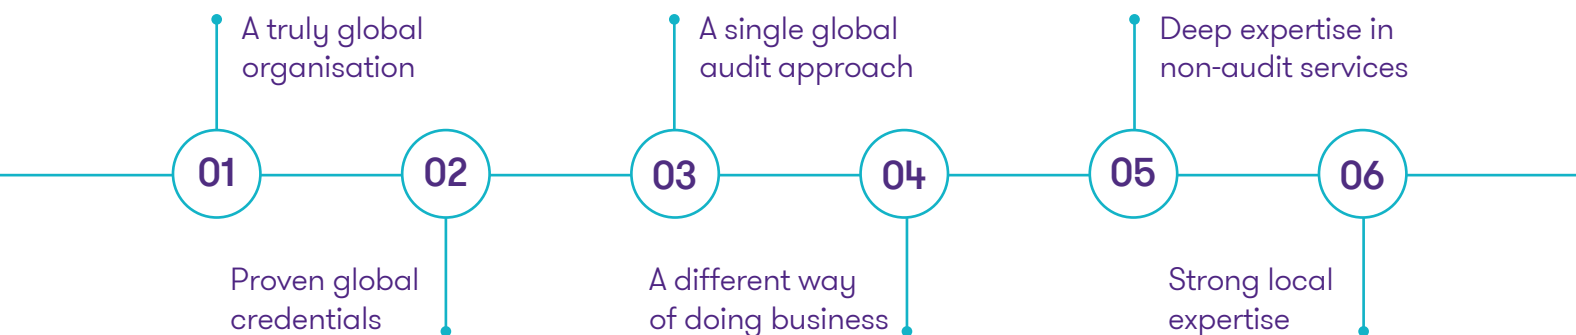 A truly global
organisation
A single global
audit approach
Deep expertise in
non-audit services
01
02
03
04
05
06
Proven global
credentials
A different way
of doing business
Strong local
expertise